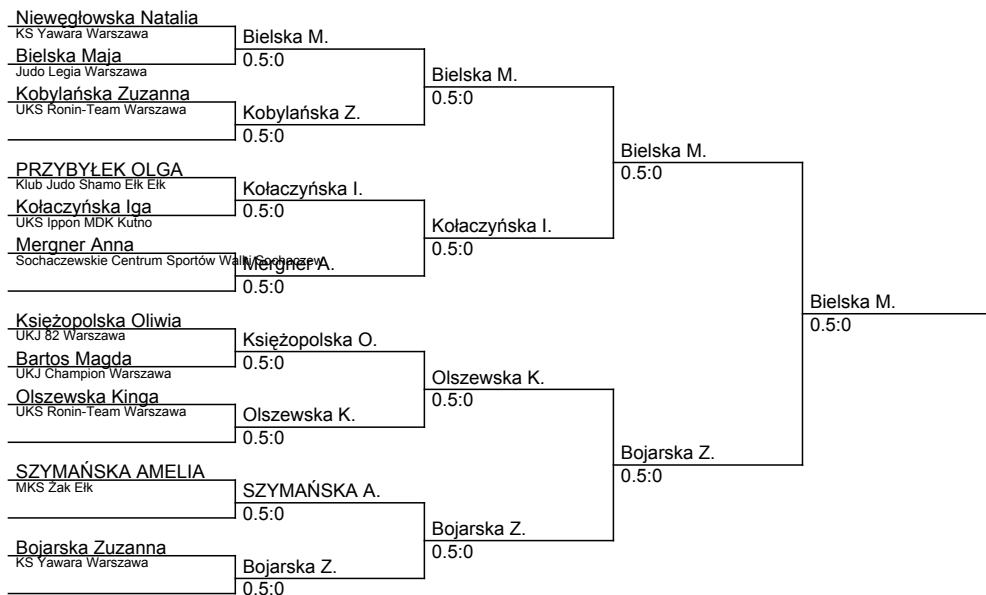 Niewęgłowska Natalia
KS Yawara Warszawa
Bielska Maja
Judo Legia Warszawa
Kobylańska Zuzanna
UKS Ronin-Team Warszawa
PRZYBYŁEK OLGA
Klub Judo Shamo Ełk Ełk
Kołaczyńska Iga
UKS Ippon MDK Kutno
Mergner Anna
Sochaczewskie Centrum Sportów Walki Sochaczew
Księżopolska Oliwia
UKJ 82 Warszawa
Bartos Magda
UKJ Champion Warszawa
Olszewska Kinga
UKS Ronin-Team Warszawa
SZYMAŃSKA AMELIA
MKS Żak Ełk
Bojarska Zuzanna
KS Yawara Warszawa
Bielska M.
0.5:0
Kobylańska Z.
0.5:0
Kołaczyńska I.
0.5:0
Mergner A.
0.5:0
Księżopolska O.
0.5:0
Olszewska K.
0.5:0
SZYMAŃSKA A.
0.5:0
Bojarska Z.
0.5:0
Bielska M.
0.5:0
Kołaczyńska I.
0.5:0
Olszewska K.
0.5:0
Bojarska Z.
0.5:0
Bielska M.
0.5:0
Bojarska Z.
0.5:0
Bielska M.
0.5:0